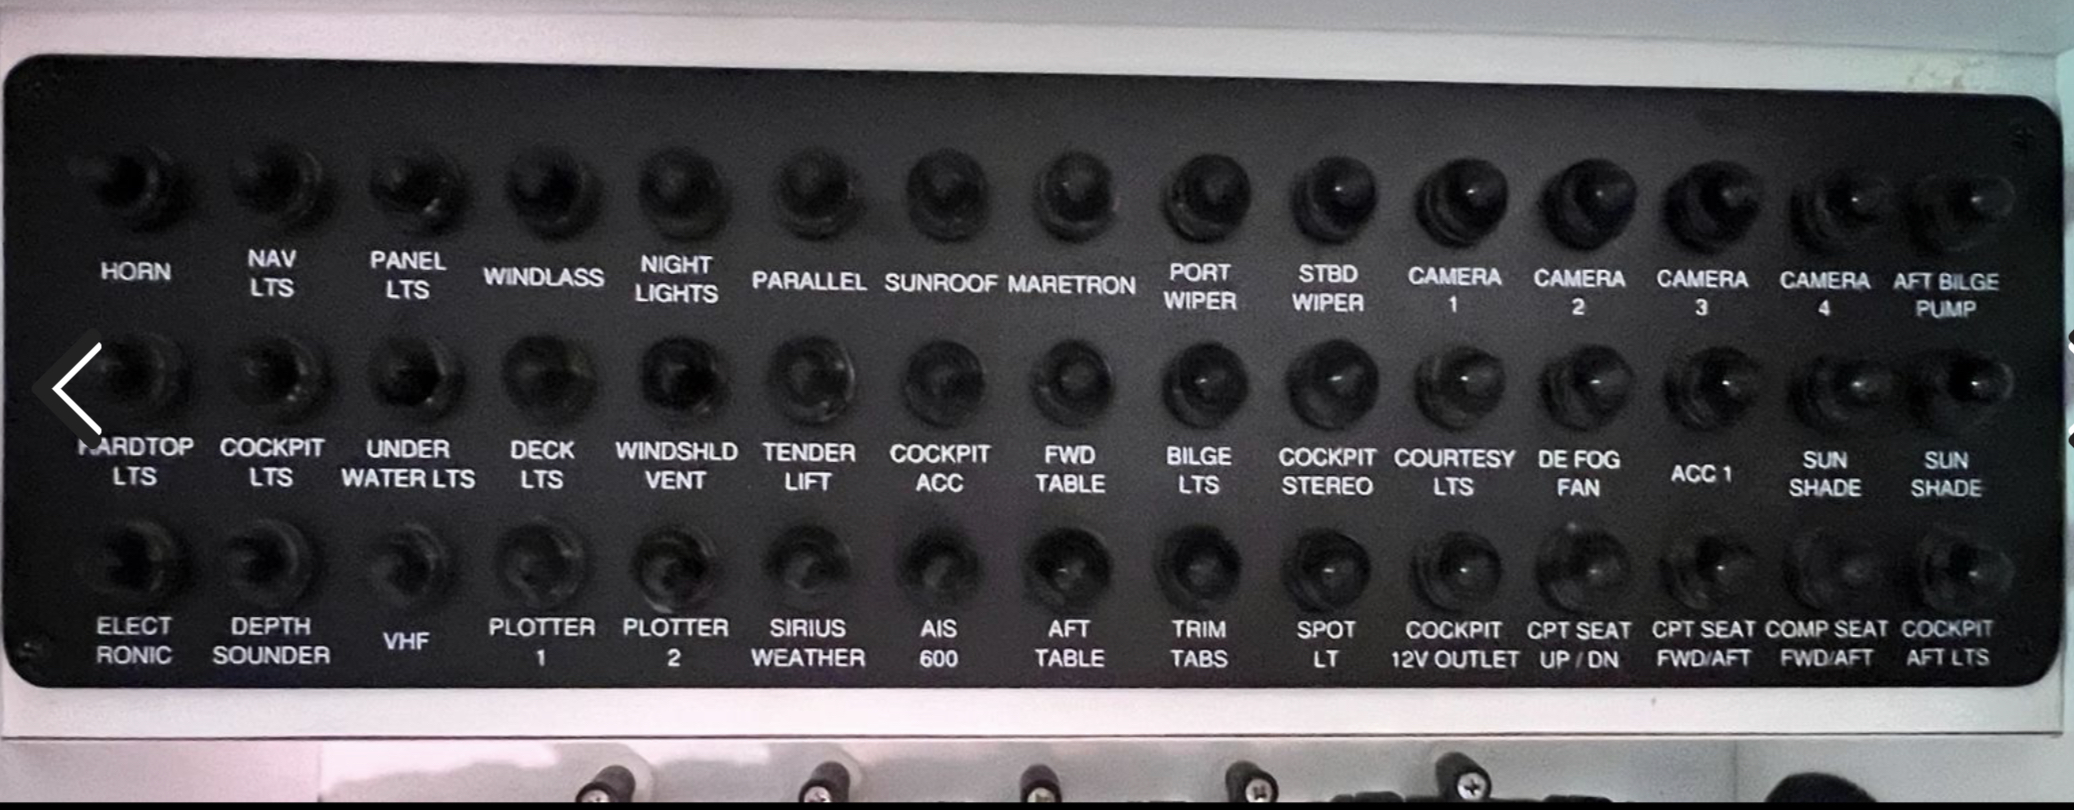 HORN
NAV
LTS
PANEL
LTS
WINDLASS
NIGHT
LIGHTS
PARALLEL
SUNROOF
MARETRON
PORT
WIPER
STBD
WIPER
CAMERA
1
CAMERA
2
CAMERA
3
CAMERA
4
AFT BILGE
PUMP
HARDTOP
LTS
COCKPIT
LTS
UNDER
WATER LTS
DECK
LTS
WINDSHLD
VENT
TENDER
LIFT
COCKPIT
ACC
FWD
TABLE
BILGE
LTS
COCKPIT
STEREO
COURTESY
LTS
DE FOG
FAN
ACC 1
SUN
SHADE
SUN
SHADE
ELECT
RONIC
DEPTH
SOUNDER
VHF
PLOTTER
1
PLOTTER
2
SIRIUS
WEATHER
AIS
600
AFT
TABLE
TRIM
TABS
SPOT
LT
COCKPIT
12V OUTLET
CPT SEAT
UP / DN
CPT SEAT
FWD/AFT
COMP SEAT
FWD/AFT
COCKPIT
AFT LTS